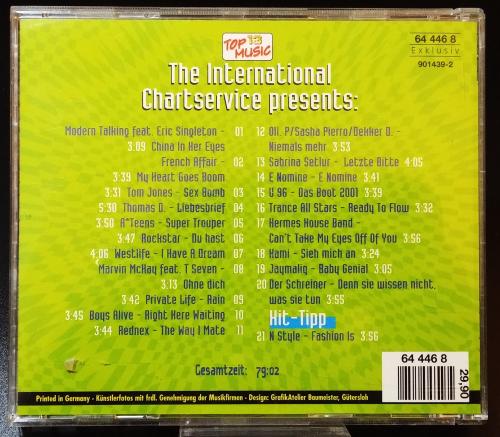 TOP 13
MUSIC
64 446 8
Exklusiv
901439-2
The International
Chartservice presents:
Modern Talking feat. Eric Singleton - 01
3:09 China In Her Eyes
French Affair - 02
3:39 My Heart Goes Boom
3:31 Tom Jones - Sex Bomb 03
5:30 Thomas D. - Liebesbrief 04
3:50 A*Teens - Super Trouper 05
3:47 Rockstar - Du hast 06
4:06 Westlife - I Have A Dream 07
Marvin McKay feat. T Seven - 08
3:13 Ohne dich
3:42 Private Life - Rain 09
3:45 Boys Alive - Right Here Waiting 10
3:44 Rednex - The Way I Mate 11
12 Oli. P/Sasha Pierro/Dekker D. -
Niemals mehr 3:53
13 Sabrina Setlur - Letzte Bitte 4:05
14 E Nomine - E Nomine 3:41
15 U 96 - Das Boot 2001 3:39
16 Trance All Stars - Ready To Flow 3:32
17 Hermes House Band -
Can't Take My Eyes Off Of You 3:56
18 Kami - Sieh mich an 3:24
19 Jaymakig - Baby Genial 3:05
20 Der Schreiner - Denn sie wissen nicht,
was sie tun 3:55
Hit-Tipp
21 N Style - Fashion Is 3:56
Gesamtzeit: 79:02
64 446 8
29,90
Printed in Germany - Künstlerfotos mit frdl. Genehmigung der Musikfirmen - Design: GrafikAtelier Baumeister, Gütersloh